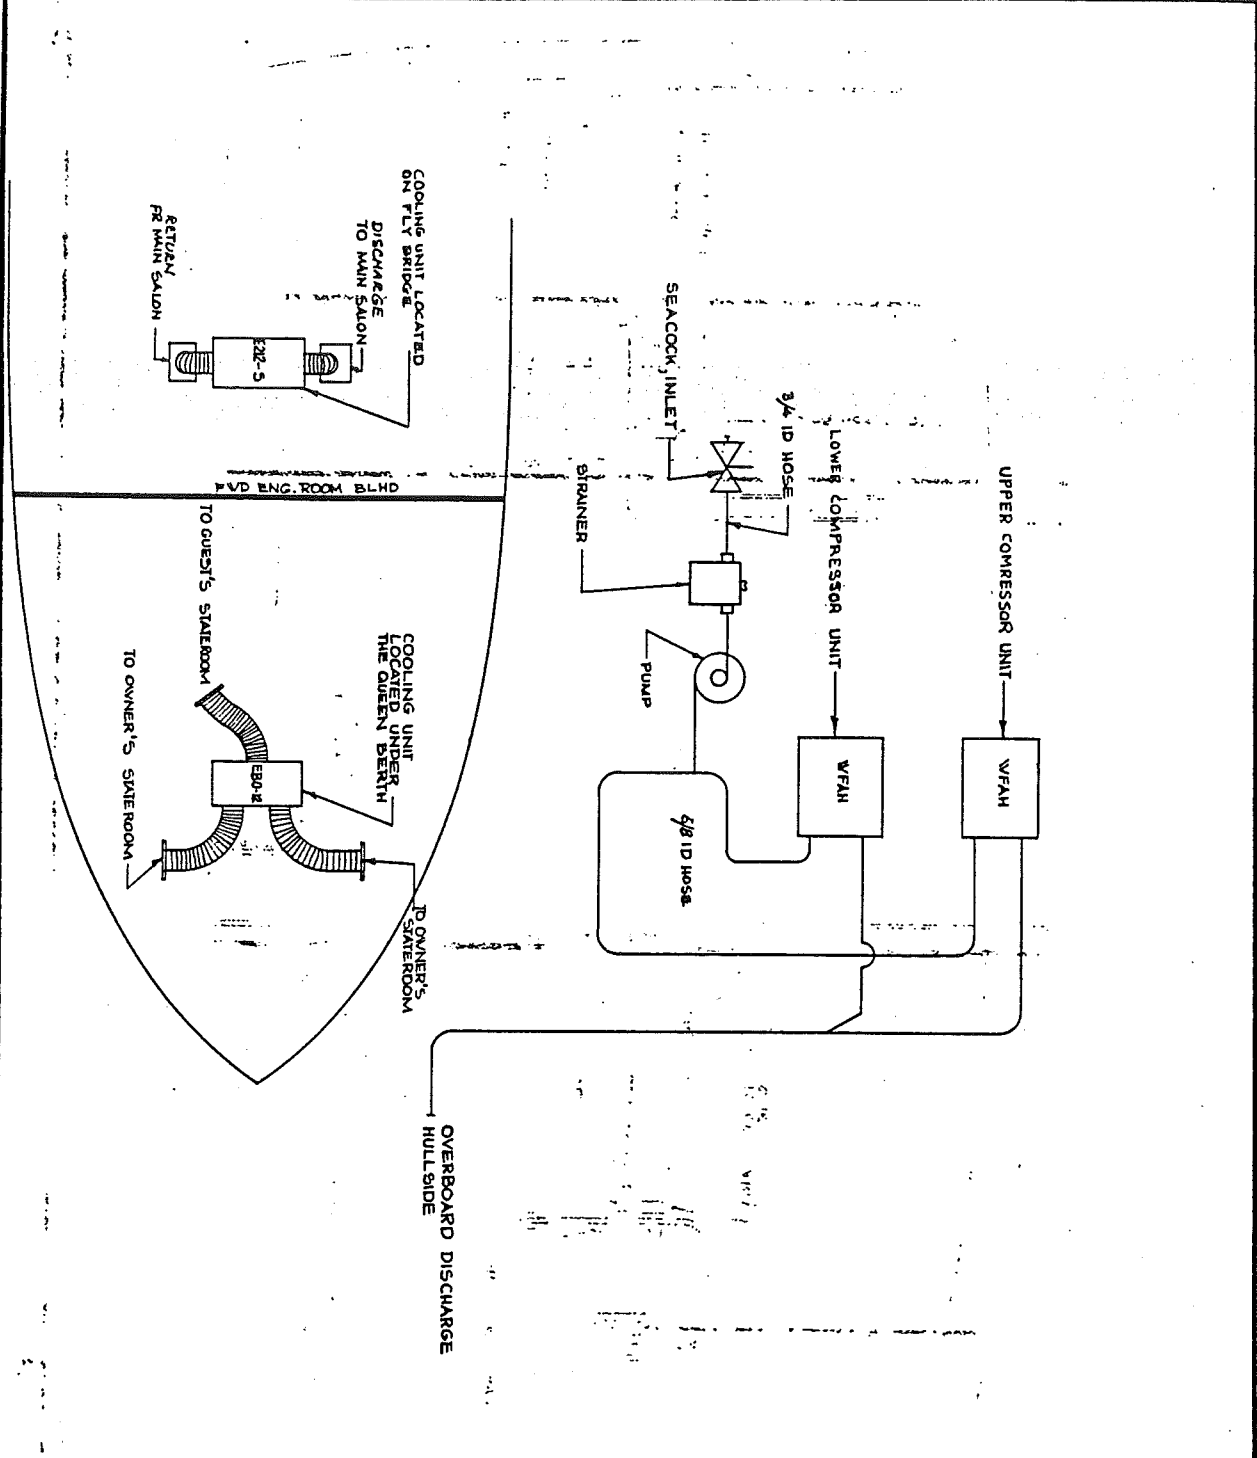 UPPER COMRESSOR UNIT
WFAH
LOWER COMPRESSOR UNIT
WFAH
3/4 ID HOSE
SEACOCK, INLET
STRAINER
PUMP
5/8 ID HOSE
OVERBOARD DISCHARGE
HULLSIDE
COOLING UNIT LOCATED
ON FLY BRIDGE
DISCHARGE
TO MAIN SALON
E212-5
RETURN
FR MAIN SALON
FWD ENG. ROOM BLHD
COOLING UNIT
LOCATED UNDER
THE QUEEN BERTH
TO OWNER'S
STATEROOM
EBO-12
TO GUEST'S STATEROOM
TO OWNER'S STATEROOM